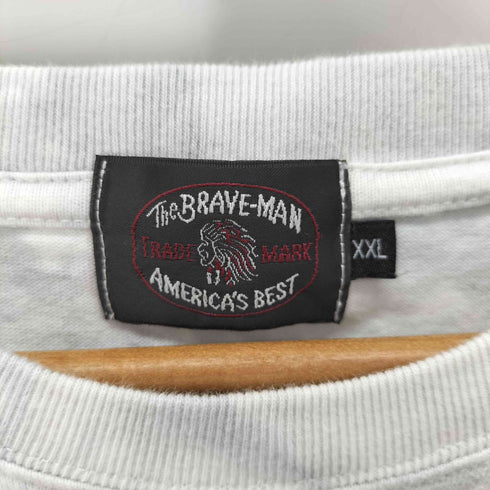 The BRAVE-MAN
TRADE MARK
XXL
AMERICA'S BEST